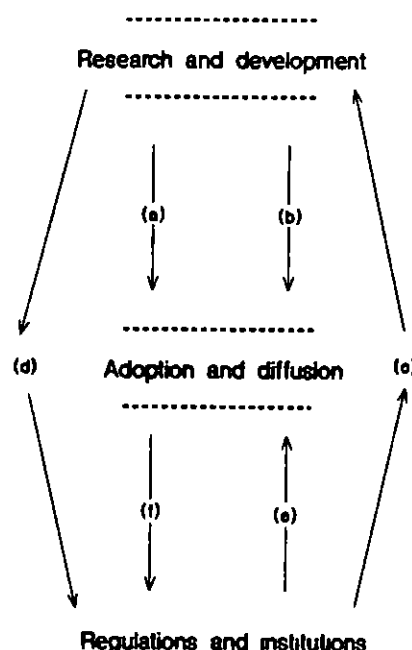 Research and development
(a) (b)
(d) Adoption and diffusion (c)
(f) (e)
Regulations and institutions